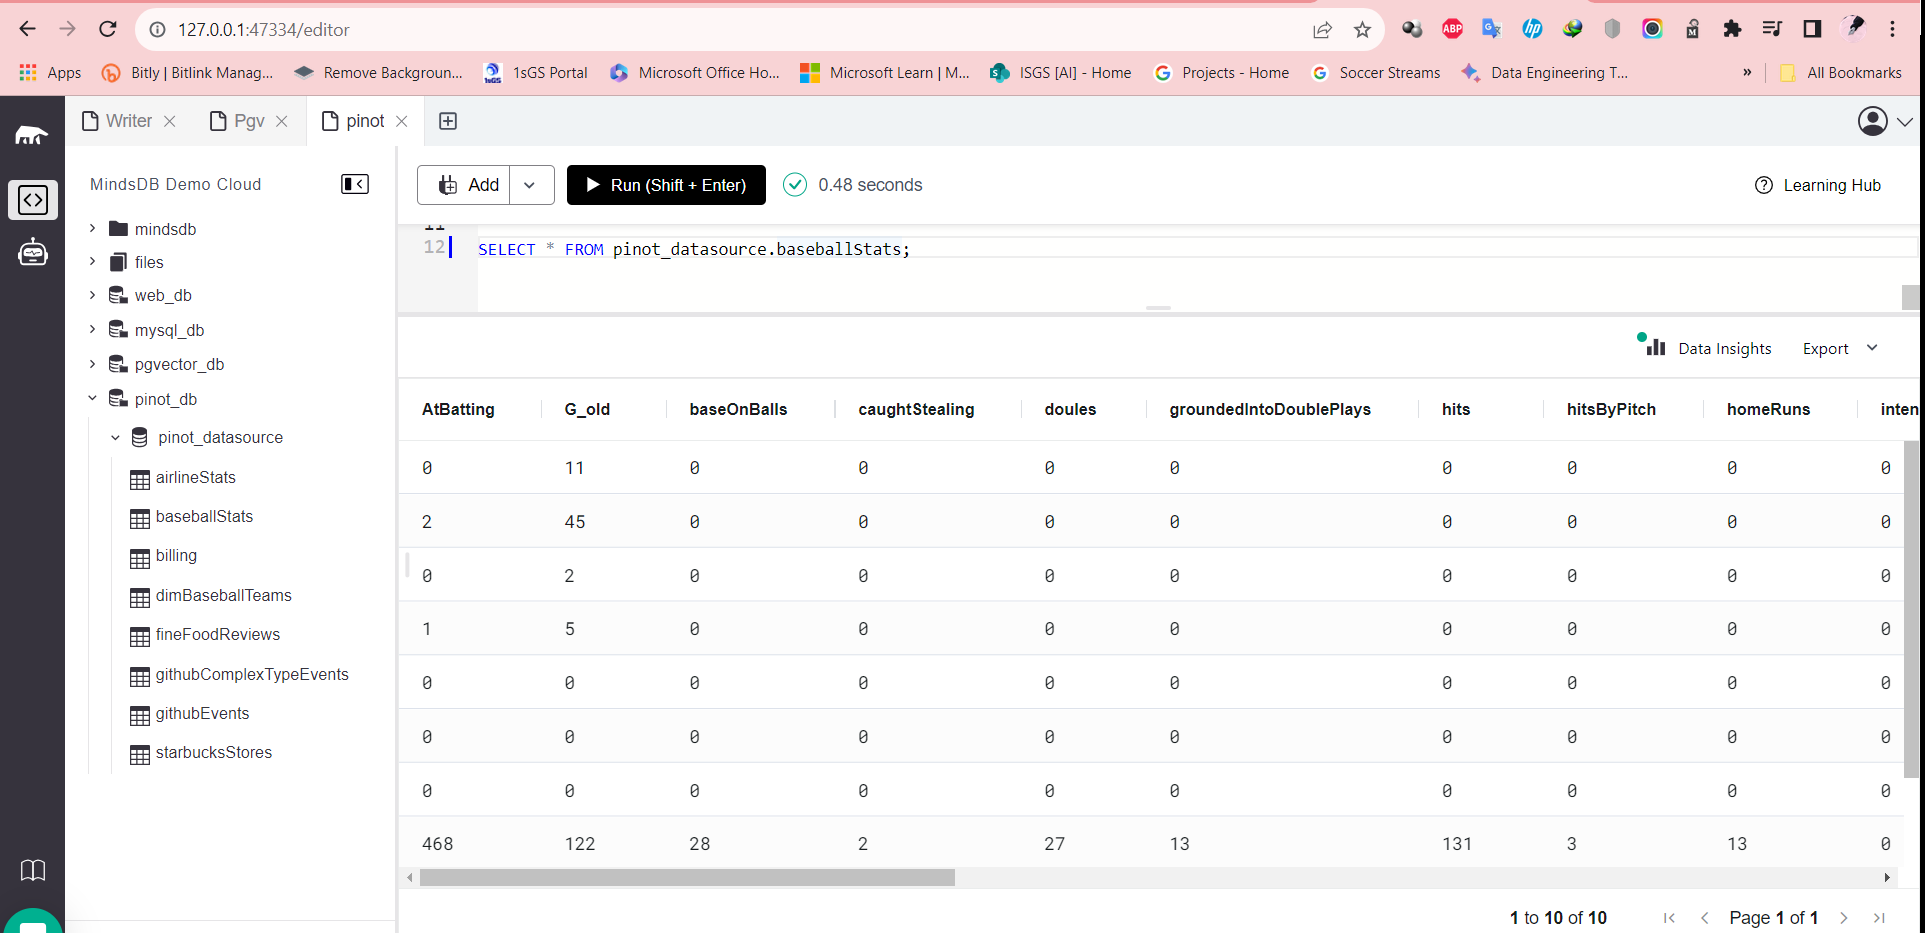 127.0.0.1:47334/editor
Apps Bitly | Bitlink Manag... Remove Backgroun... 1sGS Portal Microsoft Office Ho... Microsoft Learn | M... ISGS [AI] - Home Projects - Home Soccer Streams Data Engineering T... » All Bookmarks
Writer Pgv pinot
MindsDB Demo Cloud
mindsdb
files
web_db
mysql_db
pgvector_db
pinot_db
pinot_datasource
airlineStats
baseballStats
billing
dimBaseballTeams
fineFoodReviews
githubComplexTypeEvents
githubEvents
starbucksStores
Add Run (Shift + Enter) 0.48 seconds Learning Hub
11
12 SELECT * FROM pinot_datasource.baseballStats;
Data Insights Export
AtBatting G_old baseOnBalls caughtStealing doules groundedIntoDoublePlays hits hitsByPitch homeRuns inten
0 11 0 0 0 0 0 0 0 0
2 45 0 0 0 0 0 0 0 0
0 2 0 0 0 0 0 0 0 0
1 5 0 0 0 0 0 0 0 0
0 0 0 0 0 0 0 0 0 0
0 0 0 0 0 0 0 0 0 0
0 0 0 0 0 0 0 0 0 0
468 122 28 2 27 13 131 3 13 0
1 to 10 of 10 Page 1 of 1